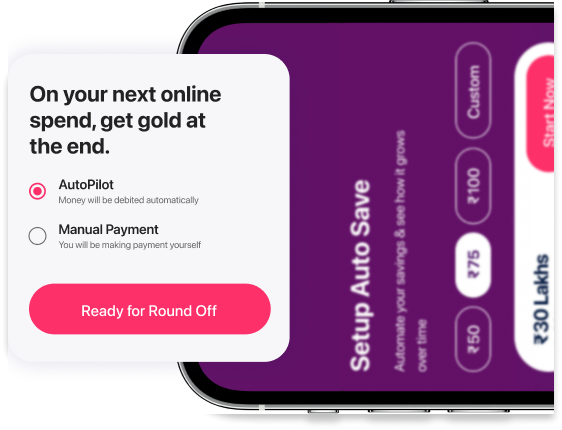 On your next online
spend, get gold at
the end.
AutoPilot
Money will be debited automatically
Manual Payment
You will be making payment yourself
Ready for Round Off
Setup Auto Save
Automate your savings & see how it grows
over time
₹50
₹75
₹100
Custom
₹30 Lakhs
Start Now